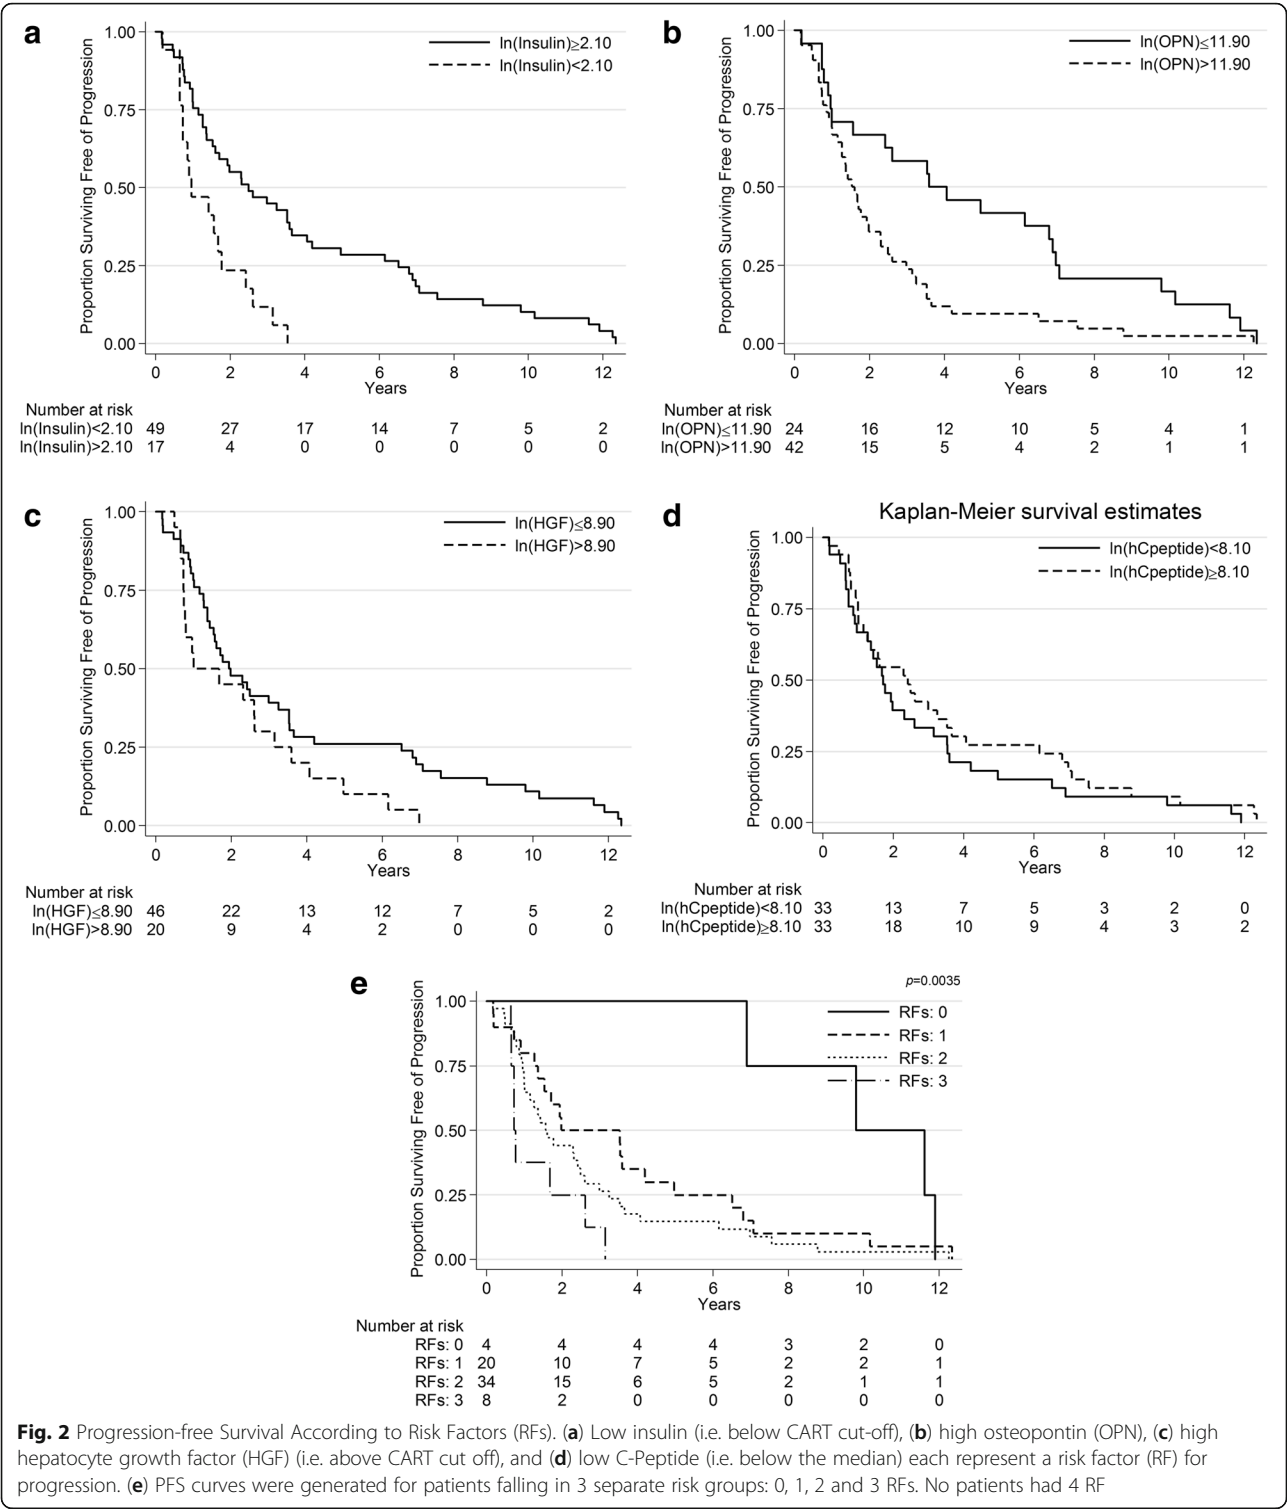 a
1.00
0.75
0.50
0.25
0.00
Proportion Surviving Free of Progression
ln(Insulin)≥2.10
ln(Insulin)<2.10
0 2 4 6 8 10 12
Years
Number at risk
ln(Insulin)<2.10 49 27 17 14 7 5 2
ln(Insulin)>2.10 17 4 0 0 0 0 0
b
1.00
0.75
0.50
0.25
0.00
Proportion Surviving Free of Progression
ln(OPN)≤11.90
ln(OPN)>11.90
0 2 4 6 8 10 12
Years
Number at risk
ln(OPN)≤11.90 24 16 12 10 5 4 1
ln(OPN)>11.90 42 15 5 4 2 1 1
c
1.00
0.75
0.50
0.25
0.00
Proportion Surviving Free of Progression
ln(HGF)≤8.90
ln(HGF)>8.90
0 2 4 6 8 10 12
Years
Number at risk
ln(HGF)≤8.90 46 22 13 12 7 5 2
ln(HGF)>8.90 20 9 4 2 0 0 0
d
Kaplan-Meier survival estimates
1.00
0.75
0.50
0.25
0.00
Proportion Surviving Free of Progression
ln(hCpeptide)<8.10
ln(hCpeptide)≥8.10
0 2 4 6 8 10 12
Years
Number at risk
ln(hCpeptide)<8.10 33 13 7 5 3 2 0
ln(hCpeptide)≥8.10 33 18 10 9 4 3 2
e
p=0.0035
1.00
0.75
0.50
0.25
0.00
Proportion Surviving Free of Progression
RFs: 0
RFs: 1
RFs: 2
RFs: 3
0 2 4 6 8 10 12
Years
Number at risk
RFs: 0 4 4 4 4 3 2 0
RFs: 1 20 10 7 5 2 2 1
RFs: 2 34 15 6 5 2 1 1
RFs: 3 8 2 0 0 0 0 0
Fig. 2 Progression-free Survival According to Risk Factors (RFs). (a) Low insulin (i.e. below CART cut-off), (b) high osteopontin (OPN), (c) high
hepatocyte growth factor (HGF) (i.e. above CART cut off), and (d) low C-Peptide (i.e. below the median) each represent a risk factor (RF) for
progression. (e) PFS curves were generated for patients falling in 3 separate risk groups: 0, 1, 2 and 3 RFs. No patients had 4 RF